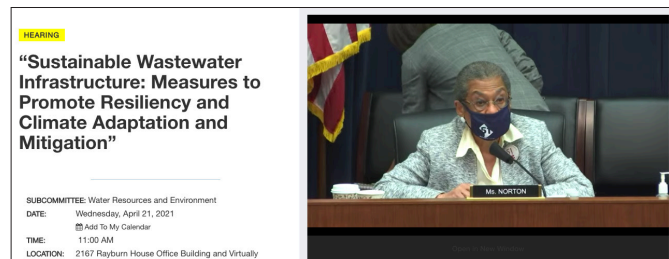 HEARING
“Sustainable Wastewater
Infrastructure: Measures to
Promote Resiliency and
Climate Adaptation and
Mitigation”
SUBCOMMITTEE: Water Resources and Environment
DATE: Wednesday, April 21, 2021
Add To My Calendar
TIME: 11:00 AM
LOCATION: 2167 Rayburn House Office Building and Virtually
Ms. NORTON